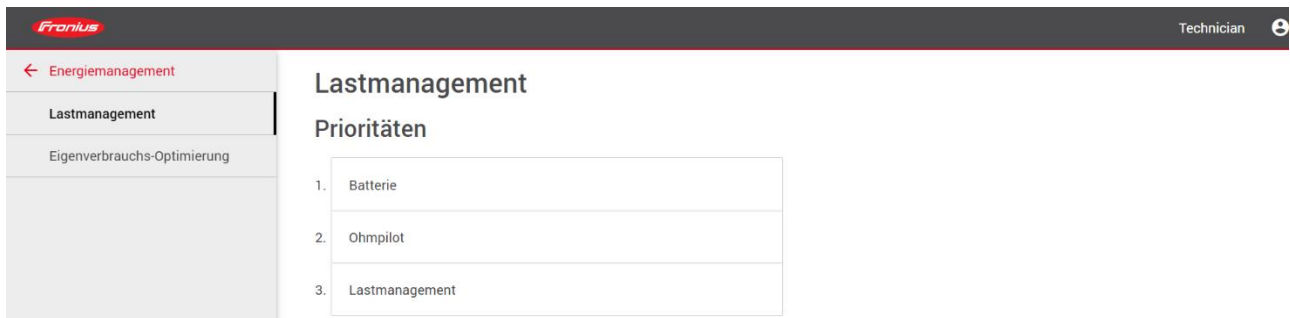 Fronius
Technician
Energiemanagement
Lastmanagement
Eigenverbrauchs-Optimierung
Lastmanagement
Prioritäten
1. Batterie
2. Ohmpilot
3. Lastmanagement